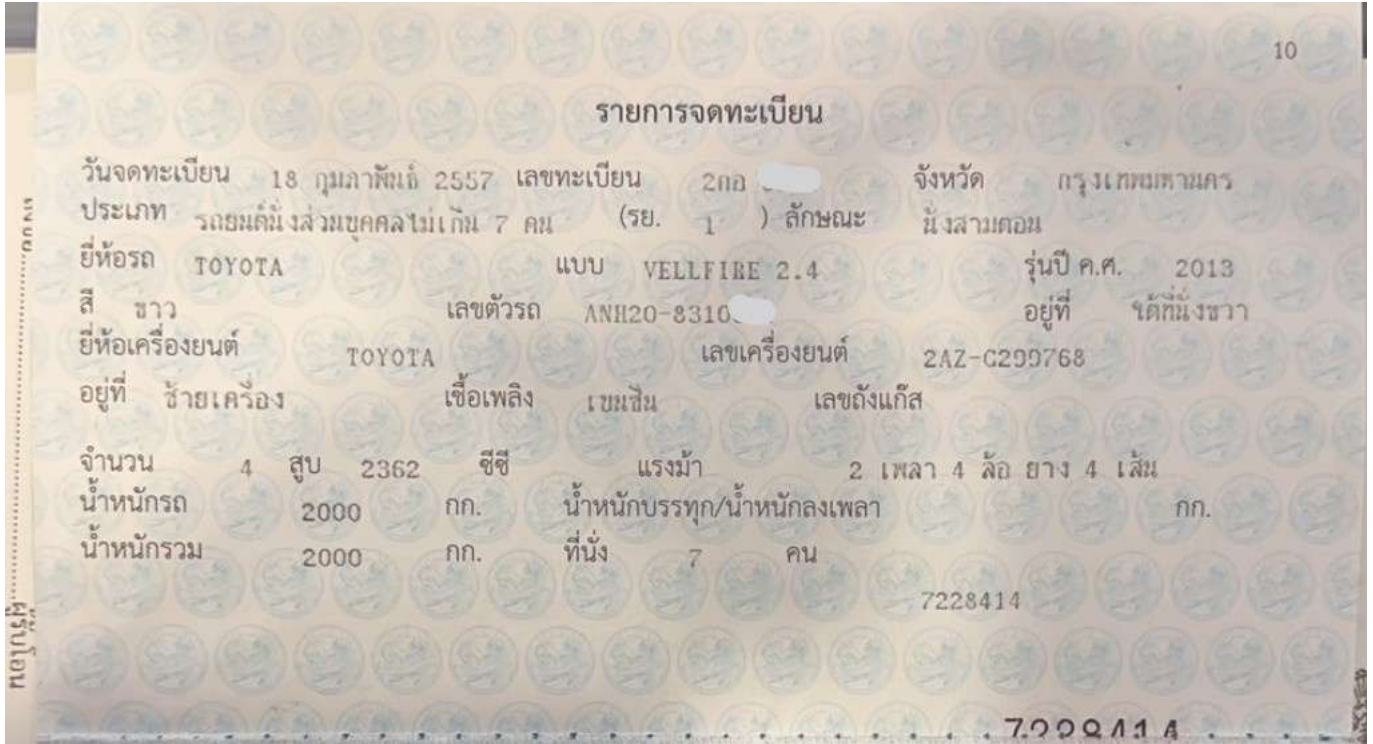 10
รายการจดทะเบียน
วันจดทะเบียน 18 กุมภาพันธ์ 2557 เลขทะเบียน 2กอ จังหวัด กรุงเทพมหานคร
ประเภท รถยนต์นั่งส่วนบุคคลไม่เกิน 7 คน (รย. 1 ) ลักษณะ นั่งสามตอน
ยี่ห้อรถ TOYOTA แบบ VELLFIRE 2.4 รุ่นปี ค.ศ. 2013
สี ขาว เลขตัวรถ ANH20-8310 อยู่ที่ ใต้ที่นั่งขวา
ยี่ห้อเครื่องยนต์ TOYOTA เลขเครื่องยนต์ 2AZ-C299768
อยู่ที่ ซ้ายเครื่อง เชื้อเพลิง เบนซิน เลขถังแก๊ส
จำนวน 4 สูบ 2362 ซีซี แรงม้า 2 เพลา 4 ล้อ ยาง 4 เส้น
น้ำหนักรถ 2000 กก. น้ำหนักบรรทุก/น้ำหนักลงเพลา กก.
น้ำหนักรวม 2000 กก. ที่นั่ง 7 คน
7228414
7228414
ผู้รับโอน